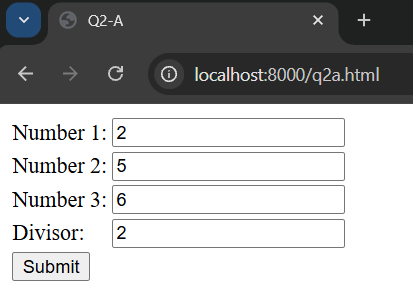 Q2-A
localhost:8000/q2a.html
Number 1: 2
Number 2: 5
Number 3: 6
Divisor: 2
Submit